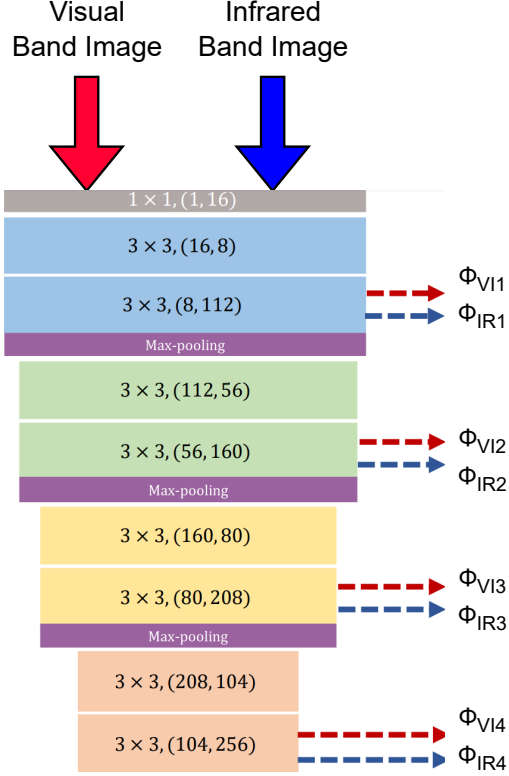 Visual
Band Image
Infrared
Band Image
1 × 1, (1, 16)
3 × 3, (16, 8)
3 × 3, (8, 112)
ΦVI1
ΦIR1
Max-pooling
3 × 3, (112, 56)
3 × 3, (56, 160)
ΦVI2
ΦIR2
Max-pooling
3 × 3, (160, 80)
3 × 3, (80, 208)
ΦVI3
ΦIR3
Max-pooling
3 × 3, (208, 104)
3 × 3, (104, 256)
ΦVI4
ΦIR4